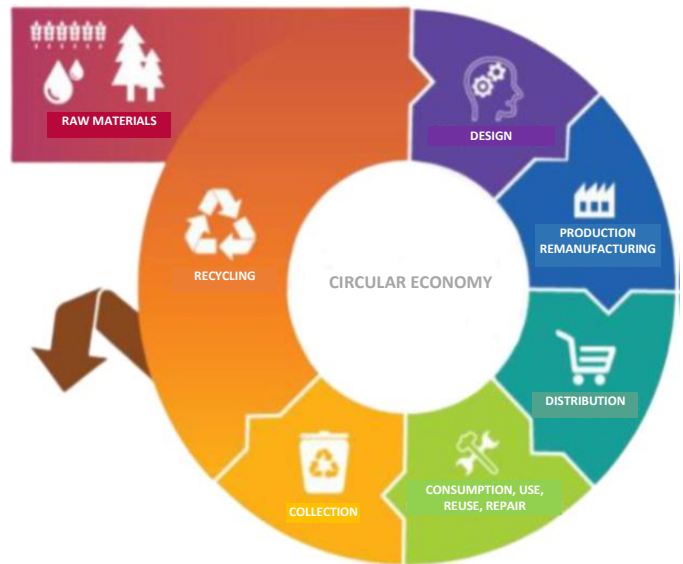 RAW MATERIALS
DESIGN
PRODUCTION
REMANUFACTURING
RECYCLING
CIRCULAR ECONOMY
DISTRIBUTION
CONSUMPTION, USE,
REUSE, REPAIR
COLLECTION